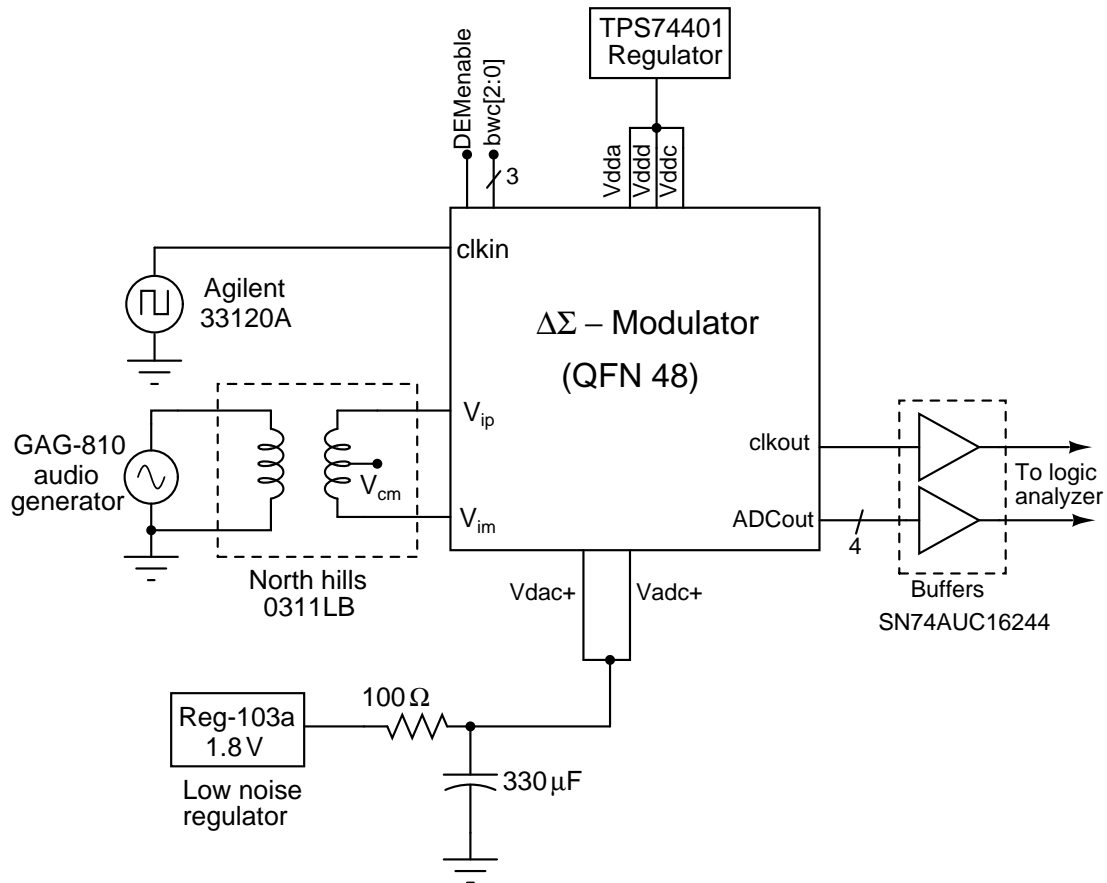 TPS74401
Regulator
DEMenable
bwc[2:0]
3
Vdda
Vddd
Vddc
clkin
Agilent
33120A
ΔΣ – Modulator
(QFN 48)
GAG-810
audio
generator
V_ip
V_cm
V_im
North hills
0311LB
clkout
ADCout
4
To logic
analyzer
Buffers
SN74AUC16244
Vdac+
Vadc+
Reg-103a
1.8 V
Low noise
regulator
100 Ω
330 μF